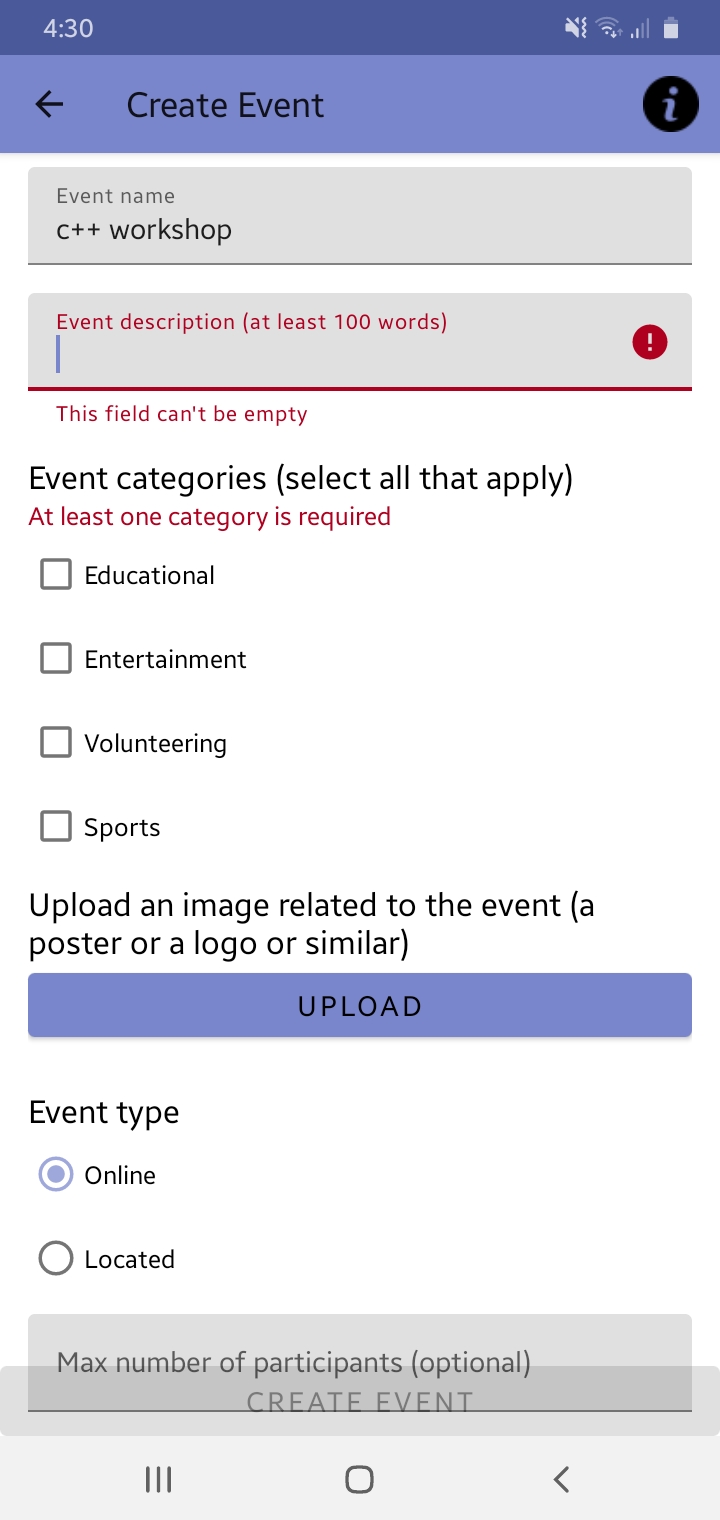 4:30
Create Event
Event name
c++ workshop
Event description (at least 100 words)
This field can't be empty
Event categories (select all that apply)
At least one category is required
Educational
Entertainment
Volunteering
Sports
Upload an image related to the event (a
poster or a logo or similar)
UPLOAD
Event type
Online
Located
Max number of participants (optional)
CREATE EVENT